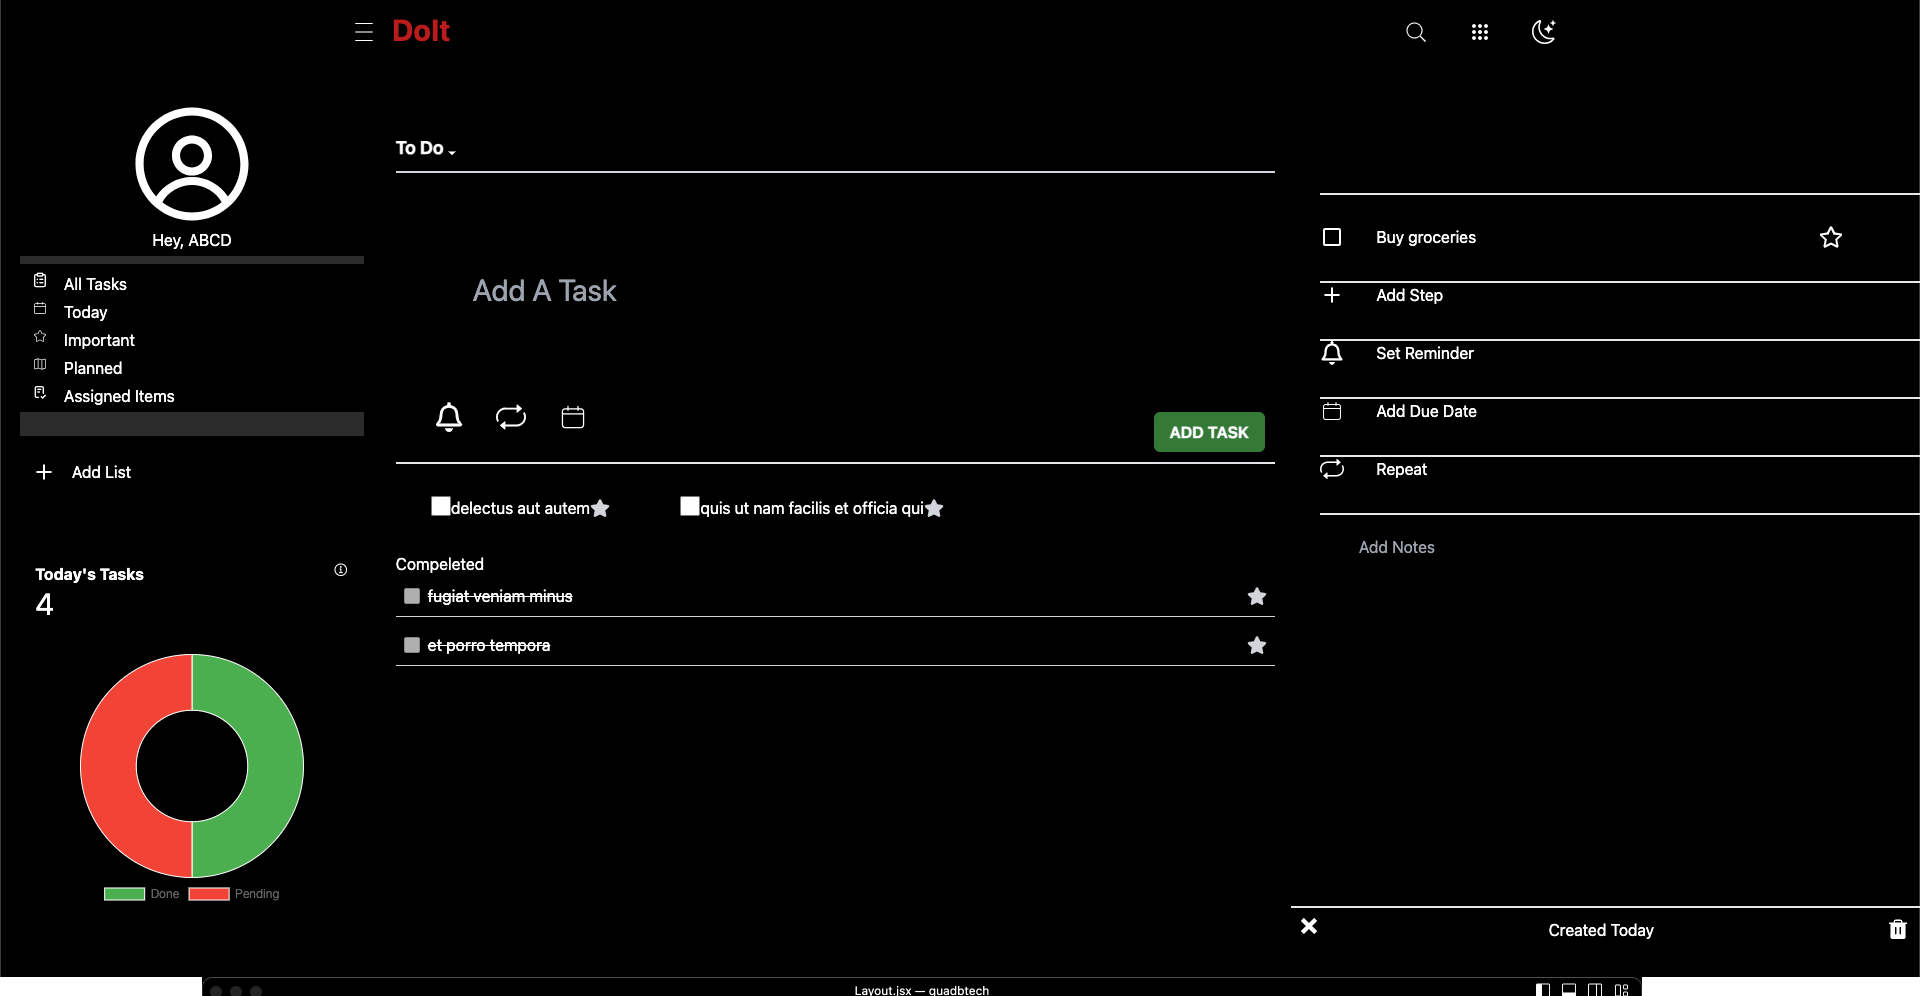 DoIt
Hey, ABCD
All Tasks
Today
Important
Planned
Assigned Items
Add List
Today's Tasks
4
Done
Pending
To Do
Add A Task
ADD TASK
delectus aut autem
quis ut nam facilis et officia qui
Compeleted
fugiat veniam minus
et porro tempora
Buy groceries
Add Step
Set Reminder
Add Due Date
Repeat
Add Notes
Created Today
Layout.jsx — quadbtech